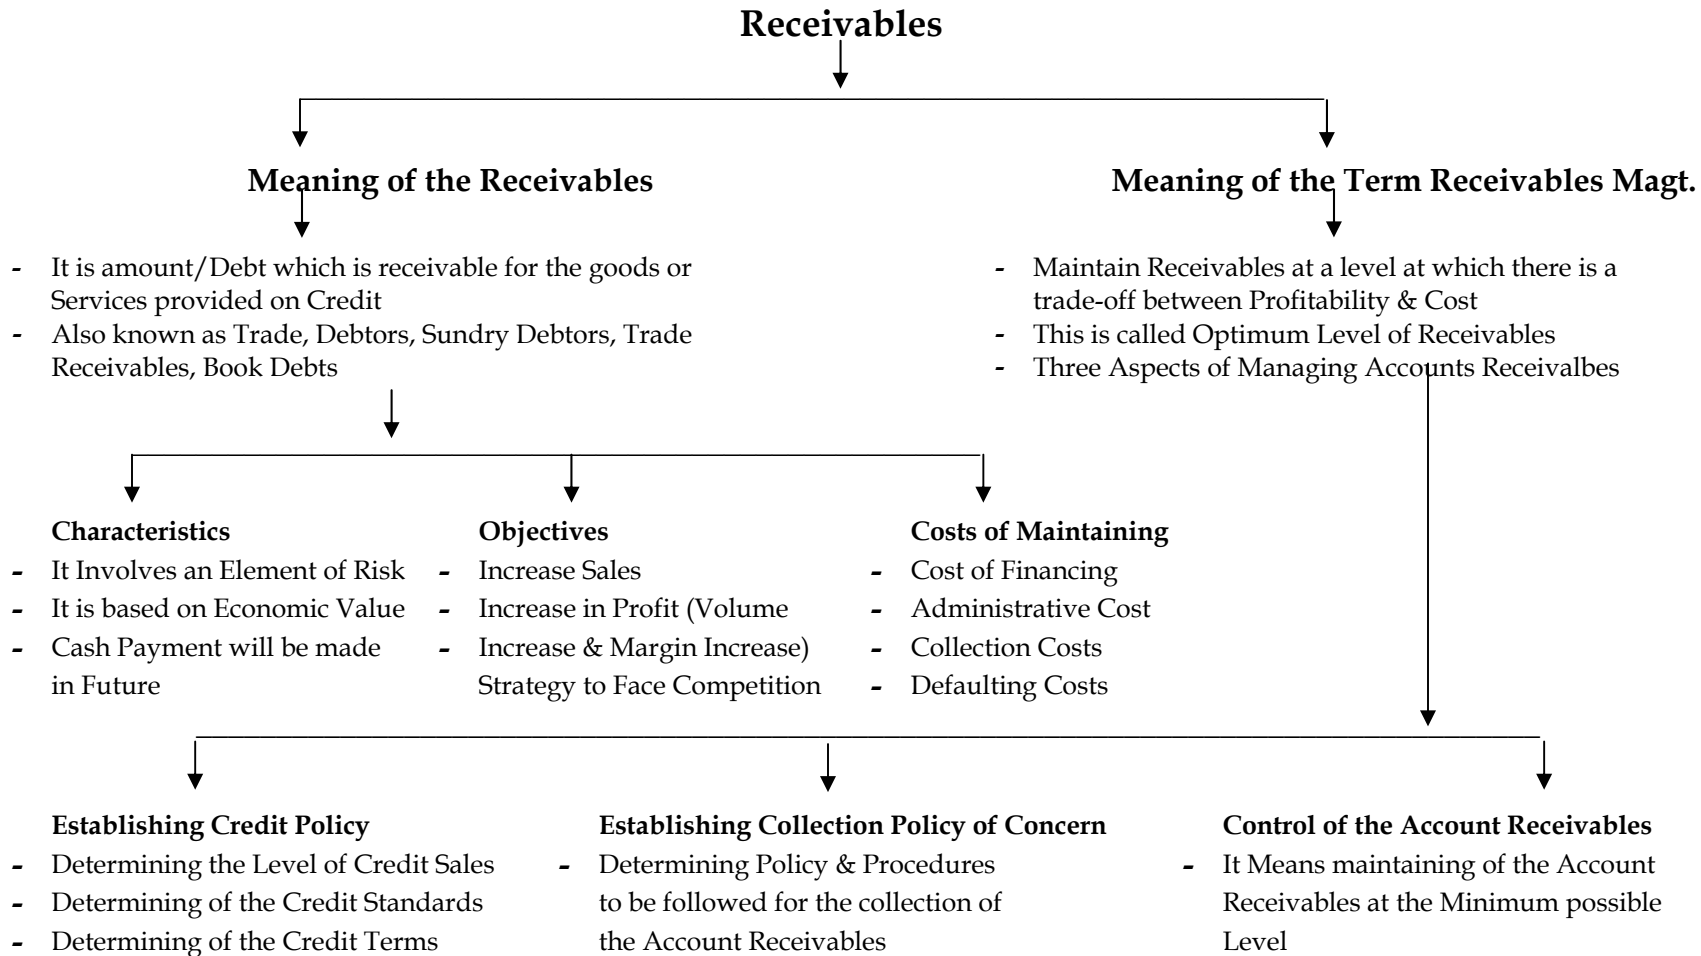 Receivables
Meaning of the Receivables
- It is amount/Debt which is receivable for the goods or
Services provided on Credit
- Also known as Trade, Debtors, Sundry Debtors, Trade
Receivables, Book Debts
Meaning of the Term Receivables Magt.
- Maintain Receivables at a level at which there is a
trade-off between Profitability & Cost
- This is called Optimum Level of Receivables
- Three Aspects of Managing Accounts Receivalbes
Characteristics
- It Involves an Element of Risk
- It is based on Economic Value
- Cash Payment will be made
in Future
Objectives
- Increase Sales
- Increase in Profit (Volume
- Increase & Margin Increase)
Strategy to Face Competition
Costs of Maintaining
- Cost of Financing
- Administrative Cost
- Collection Costs
- Defaulting Costs
Establishing Credit Policy
- Determining the Level of Credit Sales
- Determining of the Credit Standards
- Determining of the Credit Terms
Establishing Collection Policy of Concern
- Determining Policy & Procedures
to be followed for the collection of
the Account Receivables
Control of the Account Receivables
- It Means maintaining of the Account
Receivables at the Minimum possible
Level